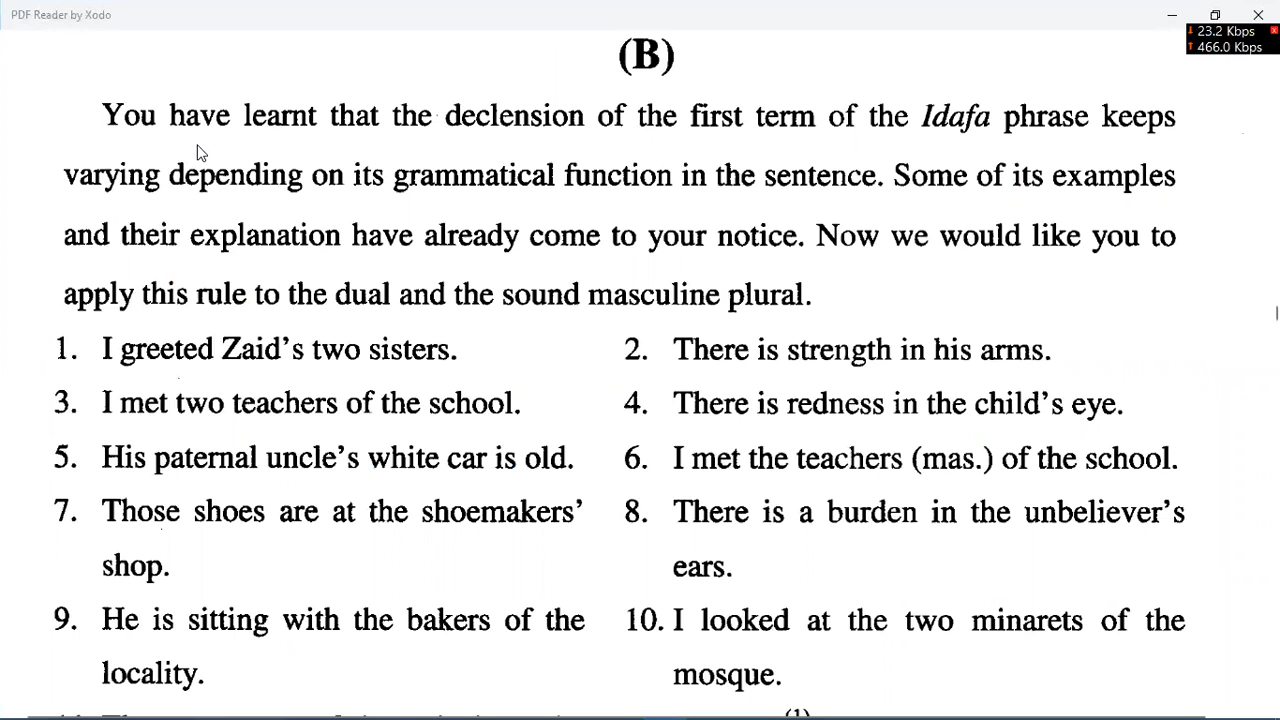 PDF Reader by Xodo
23.2 Kbps
466.0 Kbps
(B)
You have learnt that the declension of the first term of the Idafa phrase keeps
varying depending on its grammatical function in the sentence. Some of its examples
and their explanation have already come to your notice. Now we would like you to
apply this rule to the dual and the sound masculine plural.
1. I greeted Zaid's two sisters.
2. There is strength in his arms.
3. I met two teachers of the school.
4. There is redness in the child's eye.
5. His paternal uncle's white car is old.
6. I met the teachers (mas.) of the school.
7. Those shoes are at the shoemakers'
shop.
8. There is a burden in the unbeliever's
ears.
9. He is sitting with the bakers of the
locality.
10. I looked at the two minarets of the
mosque.